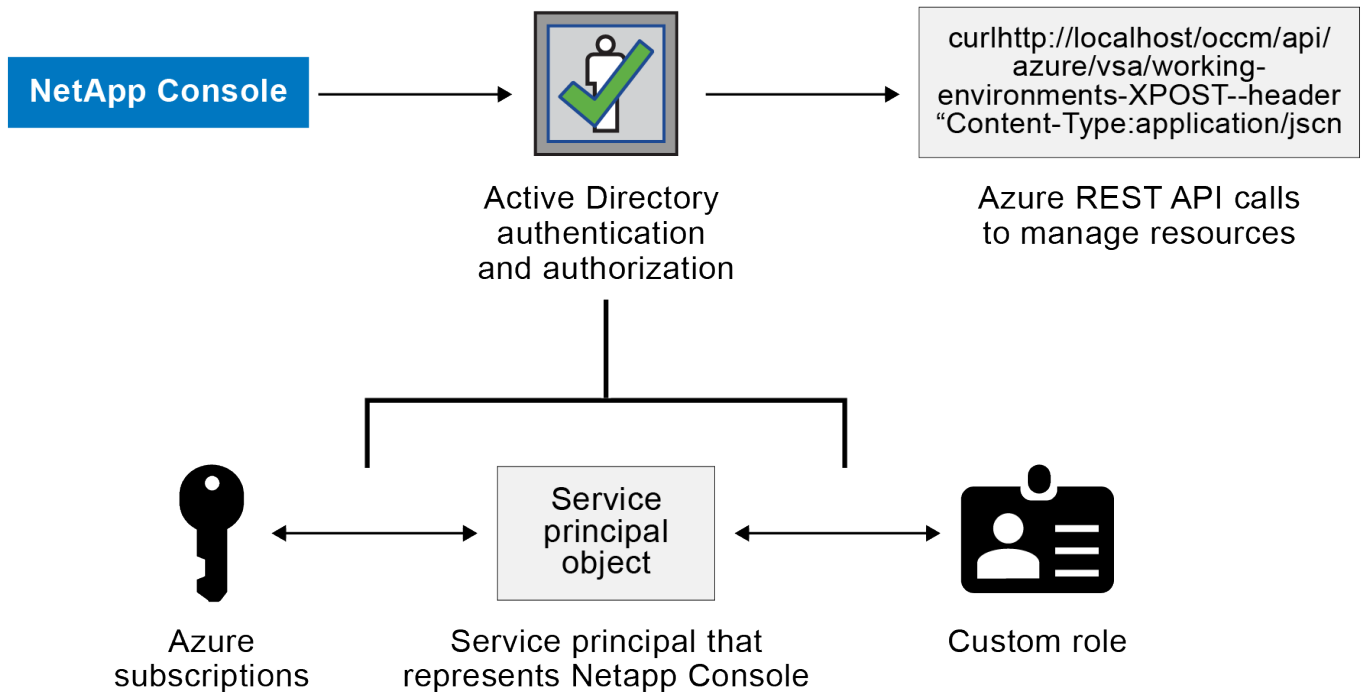 NetApp Console
curlhttp://localhost/occm/api/
azure/vsa/working-
environments-XPOST--header
“Content-Type:application/jscn
Active Directory
authentication
and authorization
Azure REST API calls
to manage resources
Service
principal
object
Azure
subscriptions
Service principal that
represents Netapp Console
Custom role